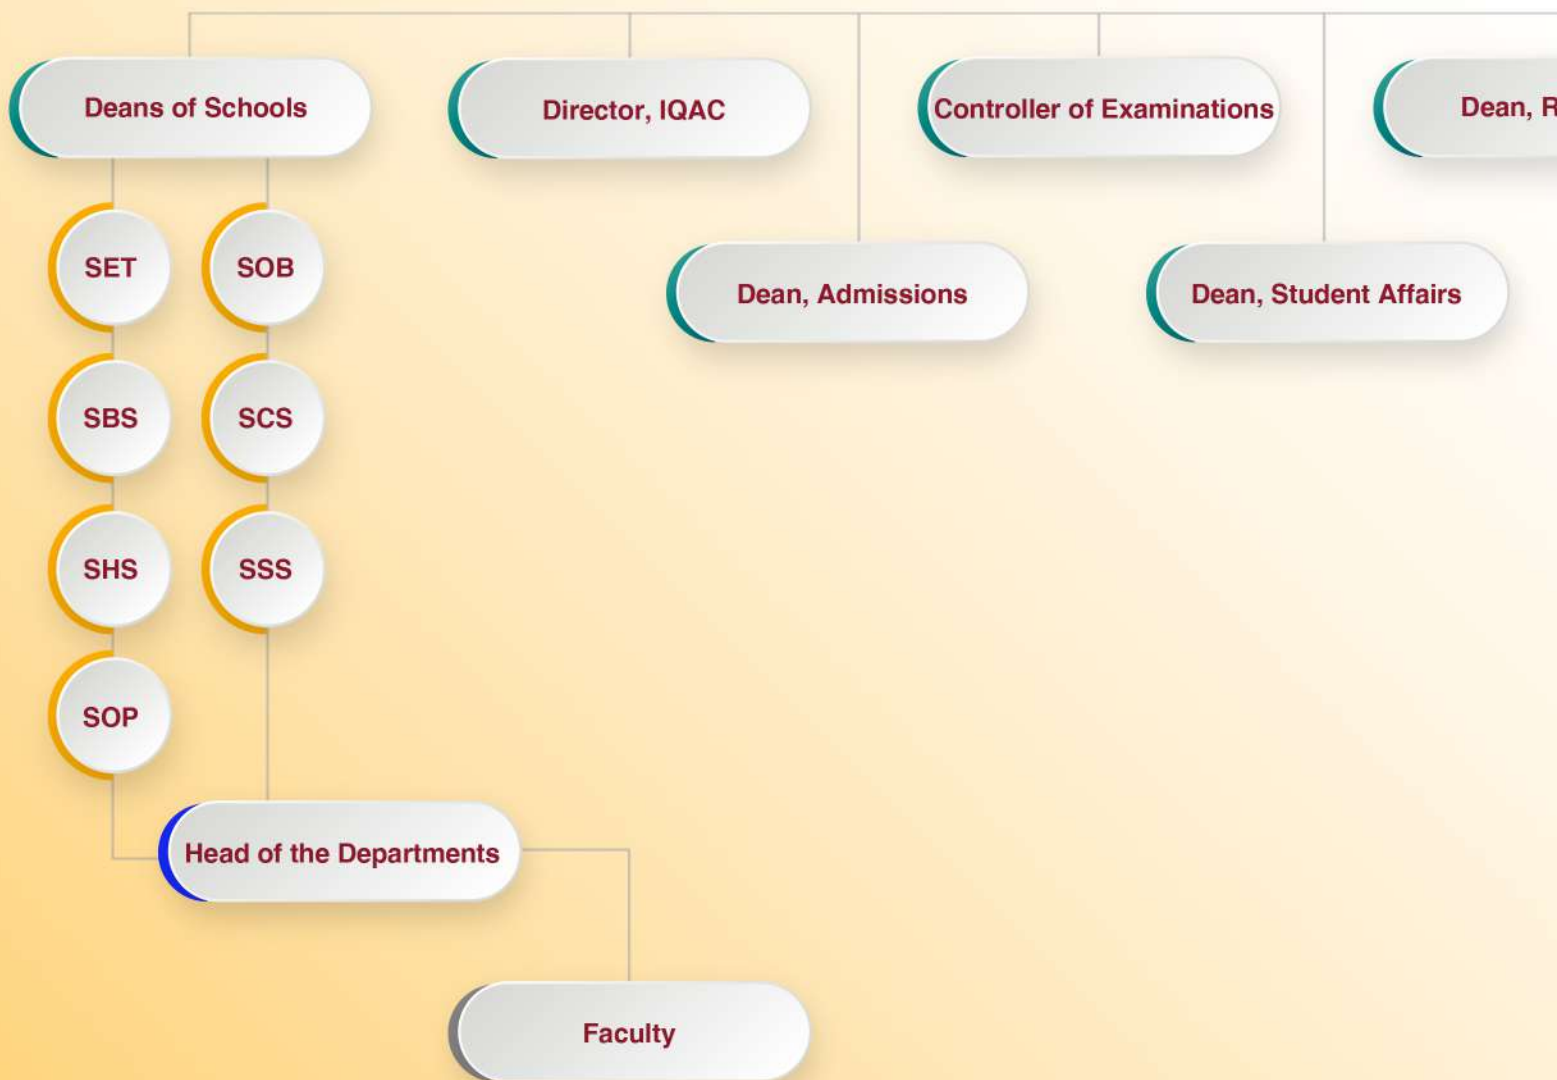 Deans of Schools
Director, IQAC
Controller of Examinations
Dean,
Dean, Admissions
Dean, Student Affairs
SET
SOB
SBS
SCS
SHS
SSS
SOP
Head of the Departments
Faculty